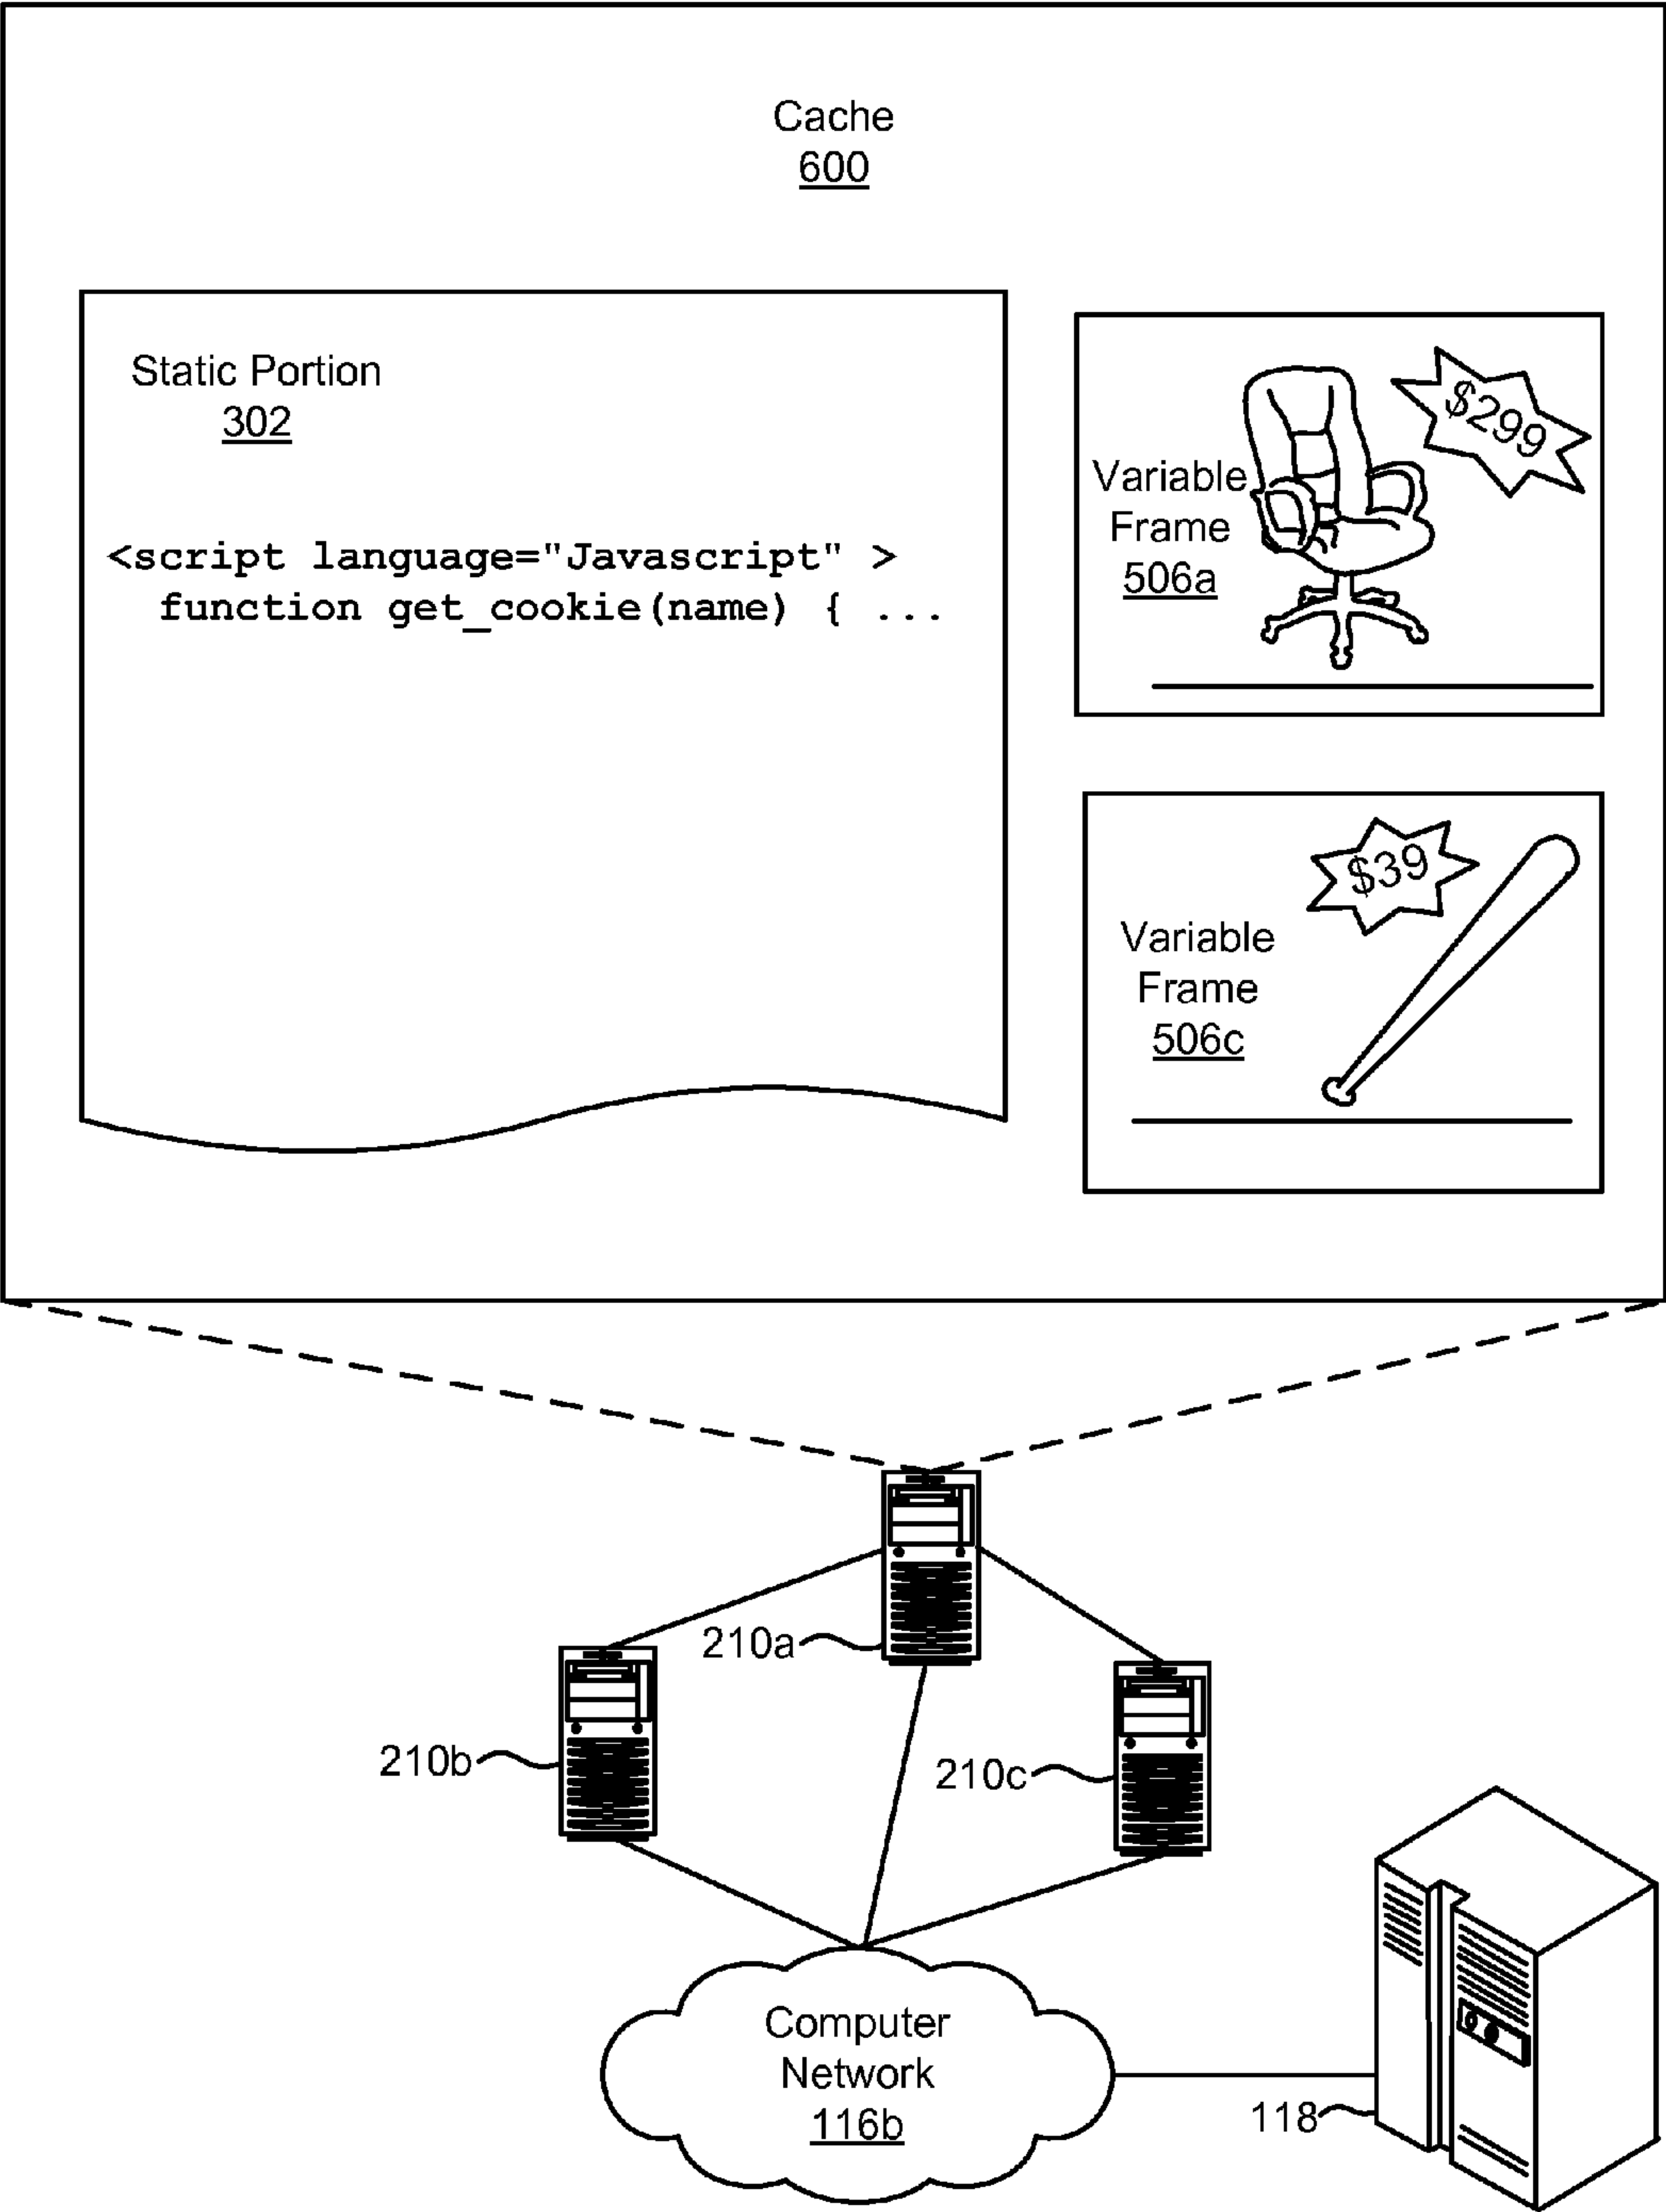 Cache
600
Static Portion
302
<script language="Javascript" >
function get_cookie(name) { ...
$299
Variable
Frame
506a
$39
Variable
Frame
506c
210a
210b
210c
Computer
Network
116b
118